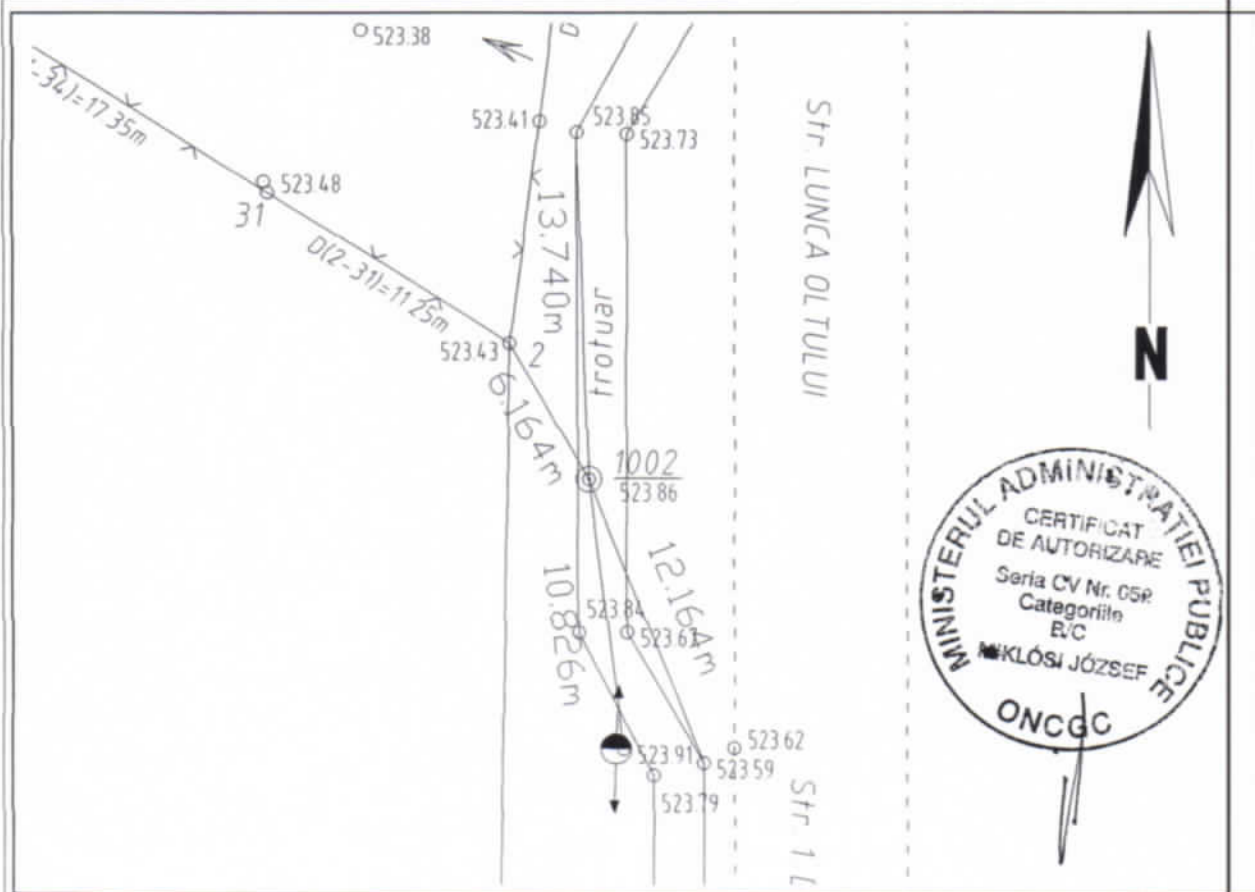 523.38
-34)=17.35m
523.41
523.85
523.73
523.48
31
D(2-31)=11.25m
13.740m
trotuar
Str. LUNCA OLTULUI
523.43
2
6.164m
1002
523.86
N
10.826m
12.164m
523.84
523.63
523.91
523.62
523.59
523.79
Str. 1
MINISTERUL ADMINISTRATIEI PUBLICE
CERTIFICAT
DE AUTORIZARE
Seria CV Nr.
Categoriile
B/C
MIKLÓSI JÓZSEF
ONCGC